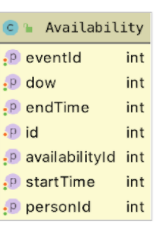 C Availability
p eventId int
p dow int
p endTime int
p id int
p availabilityId int
p startTime int
p personId int